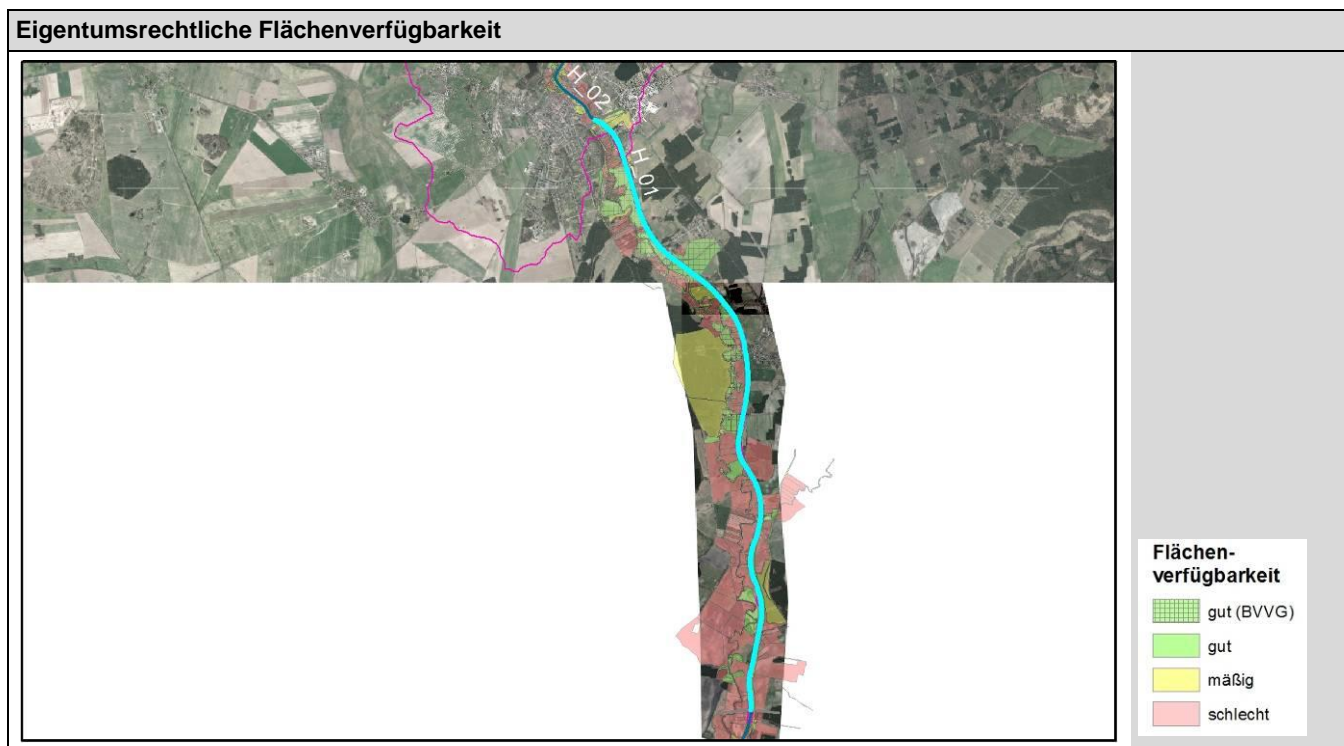 Eigentumsrechtliche Flächenverfügbarkeit
H_02
H_01
Flächen-
verfügbarkeit
gut (BVVG)
gut
mäßig
schlecht